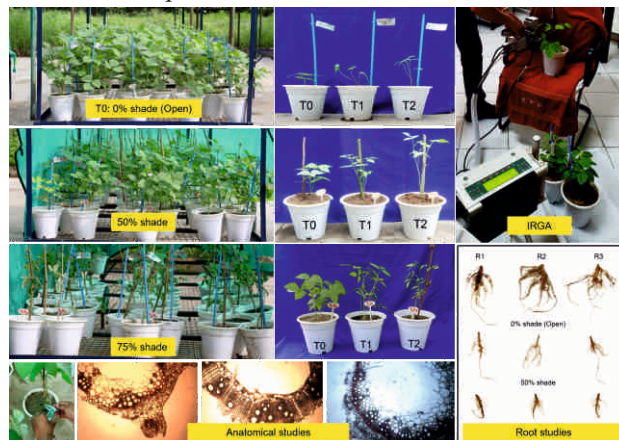 T0: 0% shade (Open)
T0
T1
T2
50% shade
T0
T1
T2
IRGA
75% shade
T0
T1
T2
R1
R2
R3
0% shade (Open)
50% shade
Anatomical studies
Root studies